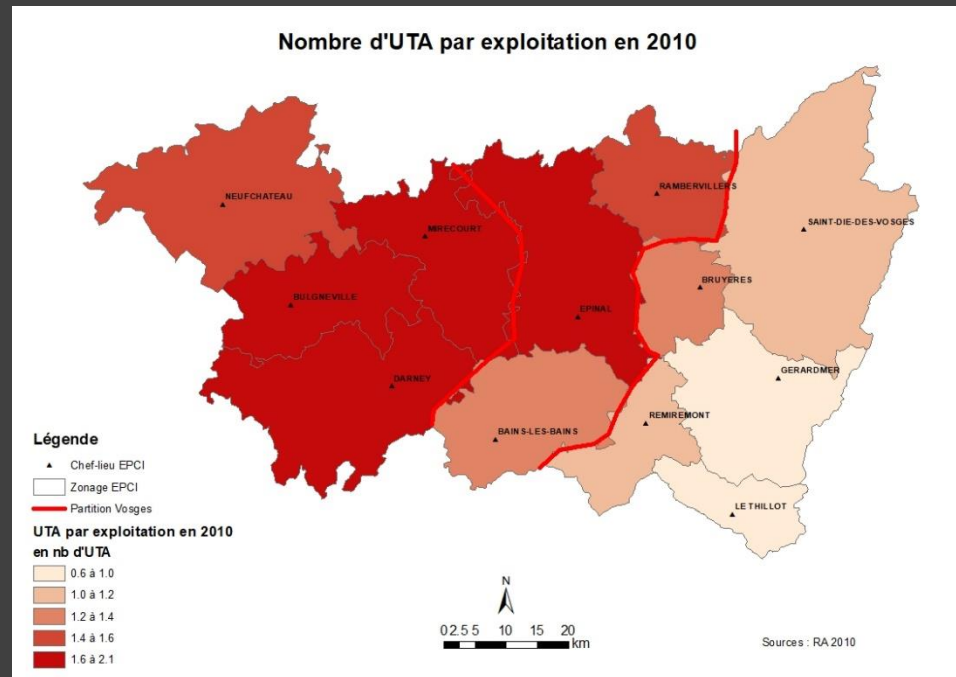 Nombre d'UTA par exploitation en 2010
NEUFCHATEAU
RAMBERVILLERS
SAINT-DIE-DES-VOSGES
MIRECOURT
BRUYERES
BULGNEVILLE
EPINAL
GERARDMER
DARNEY
REMIREMONT
BAINS-LES-BAINS
LE THILLOT
Légende
Chef-lieu EPCI
Zonage EPCI
Partition Vosges
UTA par exploitation en 2010
en nb d'UTA
0.6 à 1.0
1.0 à 1.2
1.2 à 1.4
1.4 à 1.6
1.6 à 2.1
N
0 2.5 5 10 15 20
km
Sources : RA 2010